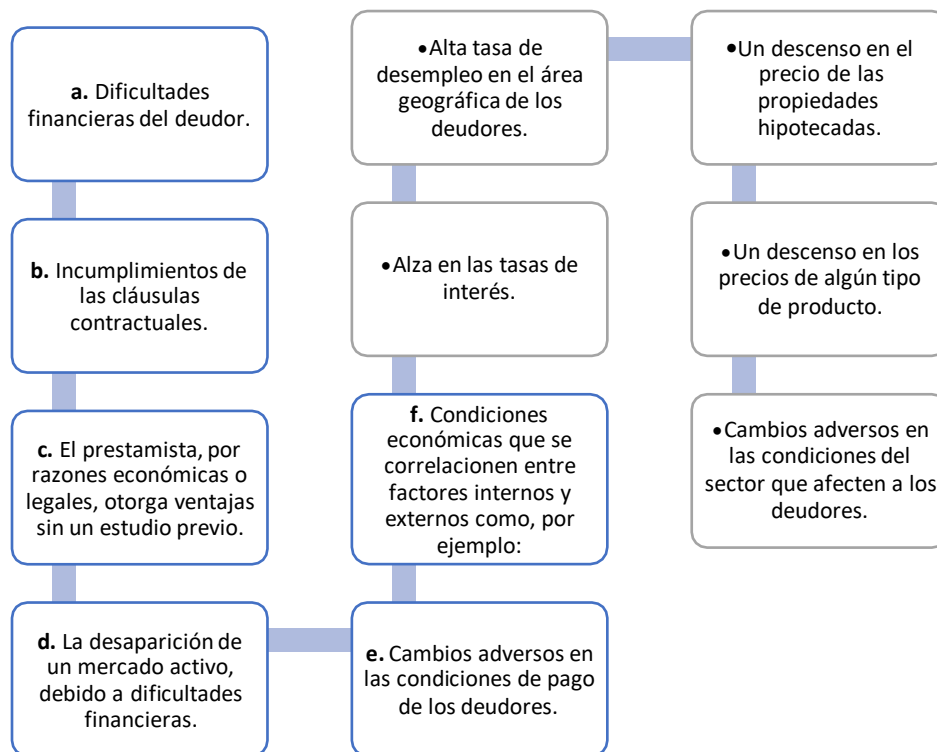 a. Dificultades
financieras del deudor.
b. Incumplimientos de
las cláusulas
contractuales.
c. El prestamista, por
razones económicas o
legales, otorga ventajas
sin un estudio previo.
d. La desaparición de
un mercado activo,
debido a dificultades
financieras.
e. Cambios adversos en
las condiciones de pago
de los deudores.
f. Condiciones
económicas que se
correlacionen entre
factores internos y
externos como, por
ejemplo:
•Alza en las tasas de
interés.
•Alta tasa de
desempleo en el área
geográfica de los
deudores.
•Un descenso en el
precio de las
propiedades
hipotecadas.
•Un descenso en los
precios de algún tipo
de producto.
•Cambios adversos en
las condiciones del
sector que afecten a los
deudores.